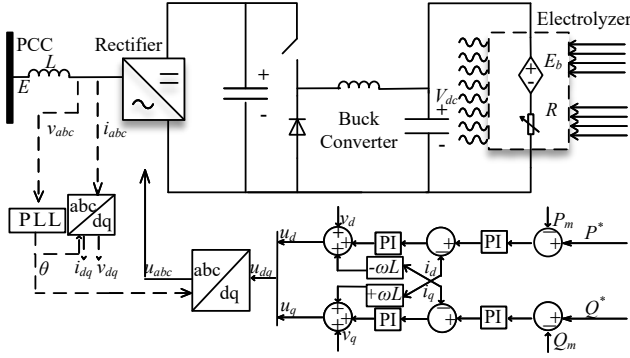 PCC
Rectifier
Electrolyzer
L
E
+
-
Buck
Converter
V_dc
+
-
+
-
E_b
R
v_abc
i_abc
PLL
abc
dq
θ
i_dq
v_dq
u_abc
abc
dq
u_dq
u_d
u_q
v_d
+
+
+
PI
-
+
PI
-
+
P_m
P*
-ωL
i_d
+ωL
i_q
+
+
+
v_q
PI
-
+
PI
+
-
Q_m
Q*